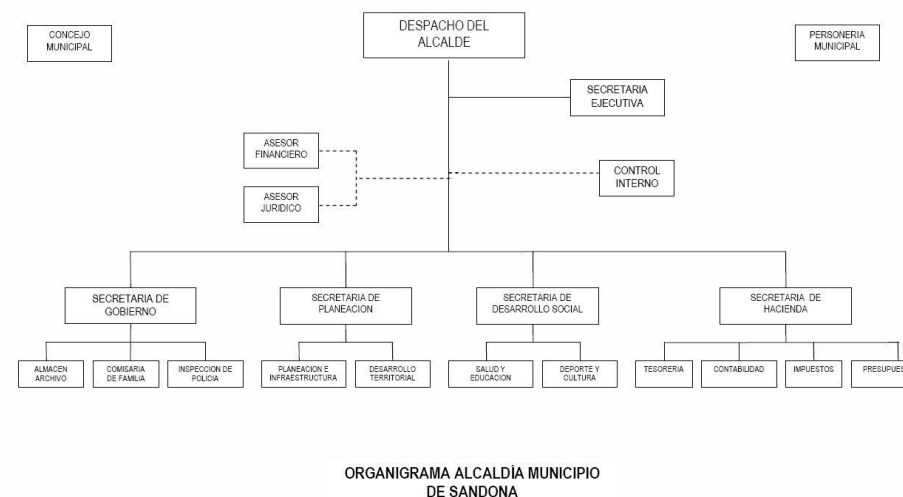 CONCEJO
MUNICIPAL
DESPACHO DEL
ALCALDE
PERSONERIA
MUNICIPAL
SECRETARIA
EJECUTIVA
ASESOR
FINANCIERO
CONTROL
INTERNO
ASESOR
JURIDICO
SECRETARIA DE
GOBIERNO
SECRETARIA DE
PLANEACION
SECRETARIA DE
DESARROLLO SOCIAL
SECRETARIA DE
HACIENDA
ALMACEN
ARCHIVO
COMISARIA
DE FAMILIA
INSPECCION DE
POLICIA
PLANEACION E
INFRAESTRUCTURA
DESARROLLO
TERRITORIAL
SALUD Y
EDUCACION
DEPORTE Y
CULTURA
TESORERIA
CONTABILIDAD
IMPUESTOS
PRESUPUES
ORGANIGRAMA ALCALDÍA MUNICIPIO
DE SANDONA